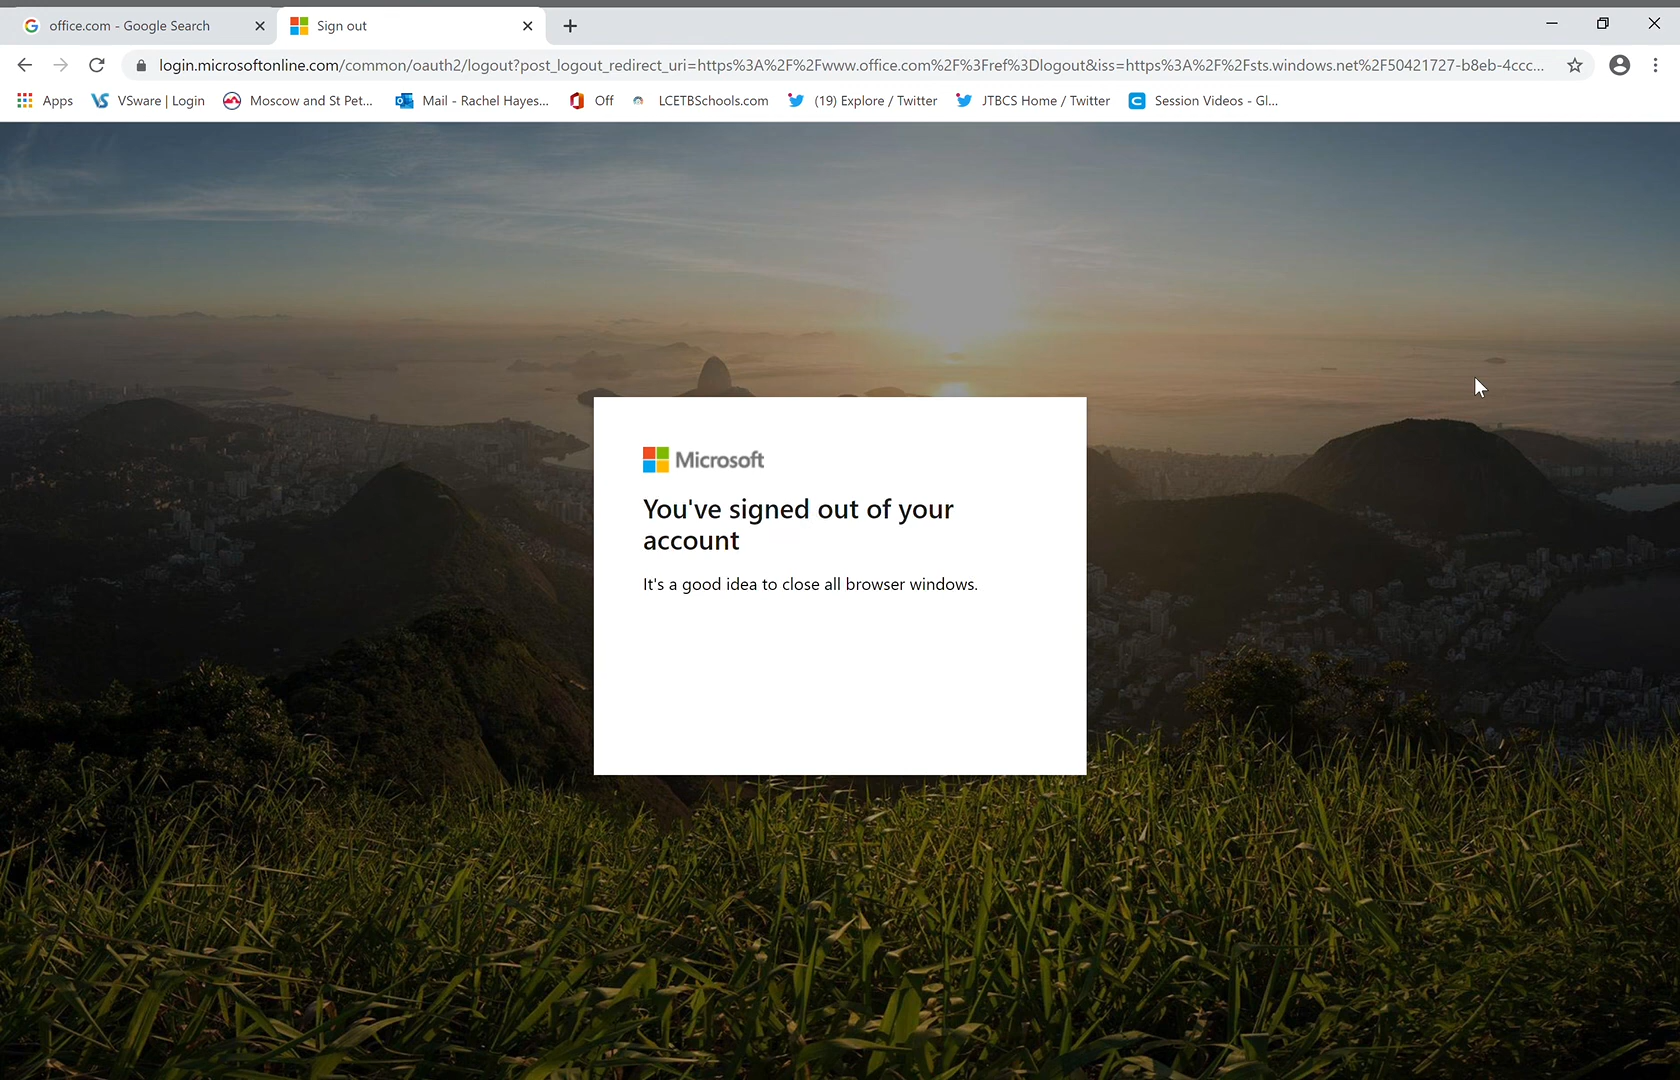 office.com - Google Search
Sign out
login.microsoftonline.com/common/oauth2/logout?post_logout_redirect_uri=https%3A%2F%2Fwww.office.com%2F%3Fref%3Dlogout&iss=https%3A%2F%2Fsts.windows.net%2F50421727-b8eb-4ccc...
Apps VSware | Login Moscow and St Pet... Mail - Rachel Hayes... Off LCETBSchools.com (19) Explore / Twitter JTBCS Home / Twitter Session Videos - Gl...
Microsoft
You've signed out of your
account
It's a good idea to close all browser windows.